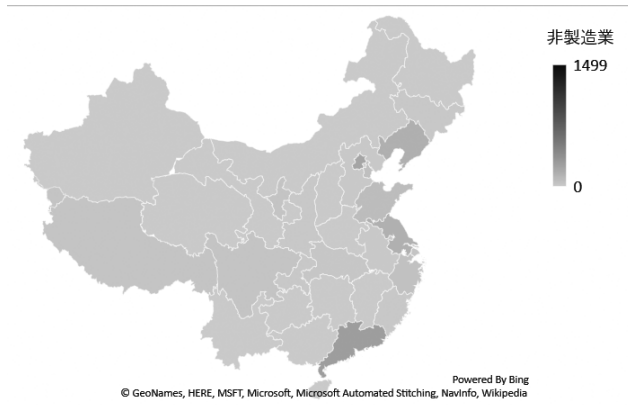 非製造業
1499
0
Powered By Bing
© GeoNames, HERE, MSFT, Microsoft, Microsoft Automated Stitching, NavInfo, Wikipedia